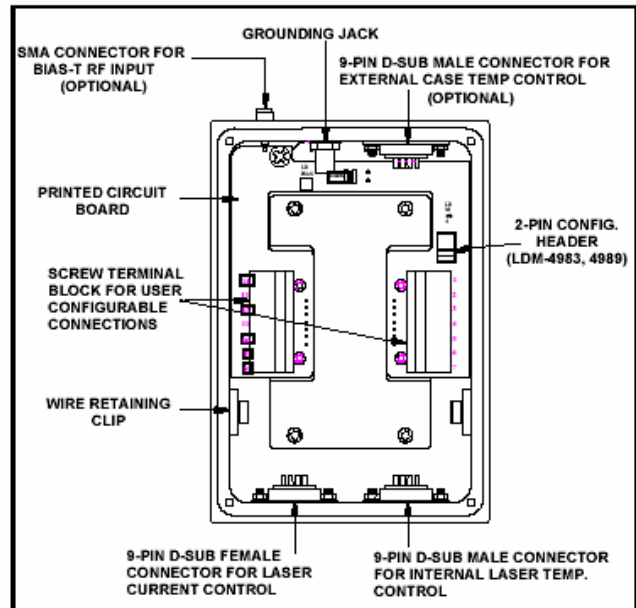 GROUNDING JACK
SMA CONNECTOR FOR
BIAS-T RF INPUT
(OPTIONAL)
9-PIN D-SUB MALE CONNECTOR FOR
EXTERNAL CASE TEMP CONTROL
(OPTIONAL)
PRINTED CIRCUIT
BOARD
2-PIN CONFIG.
HEADER
(LDM-4983, 4989)
SCREW TERMINAL
BLOCK FOR USER
CONFIGURABLE
CONNECTIONS
WIRE RETAINING
CLIP
9-PIN D-SUB FEMALE
CONNECTOR FOR LASER
CURRENT CONTROL
9-PIN D-SUB MALE CONNECTOR
FOR INTERNAL LASER TEMP.
CONTROL